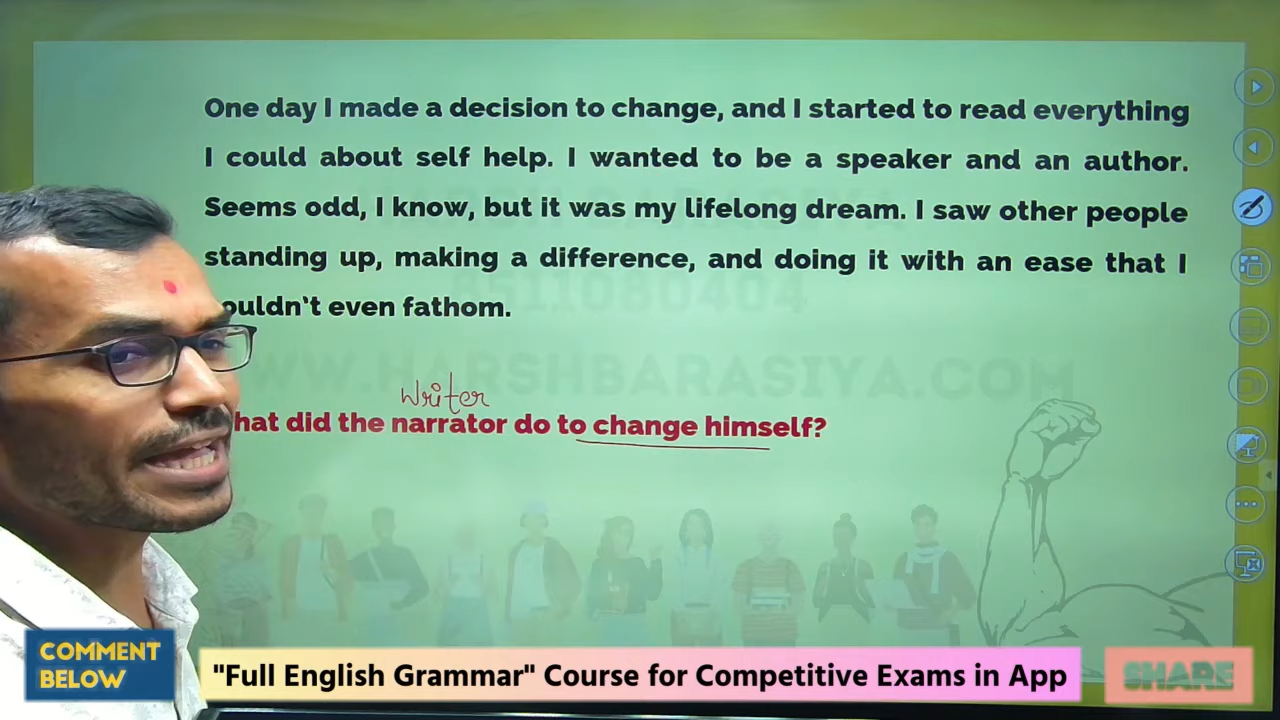 One day I made a decision to change, and I started to read everything
I could about self help. I wanted to be a speaker and an author.
Seems odd, I know, but it was my lifelong dream. I saw other people
standing up, making a difference, and doing it with an ease that I
ouldn't even fathom.
WWW.HARSHBARASIYA.COM
Writer
hat did the narrator do to change himself?
COMMENT
BELOW
"Full English Grammar" Course for Competitive Exams in App
SHARE